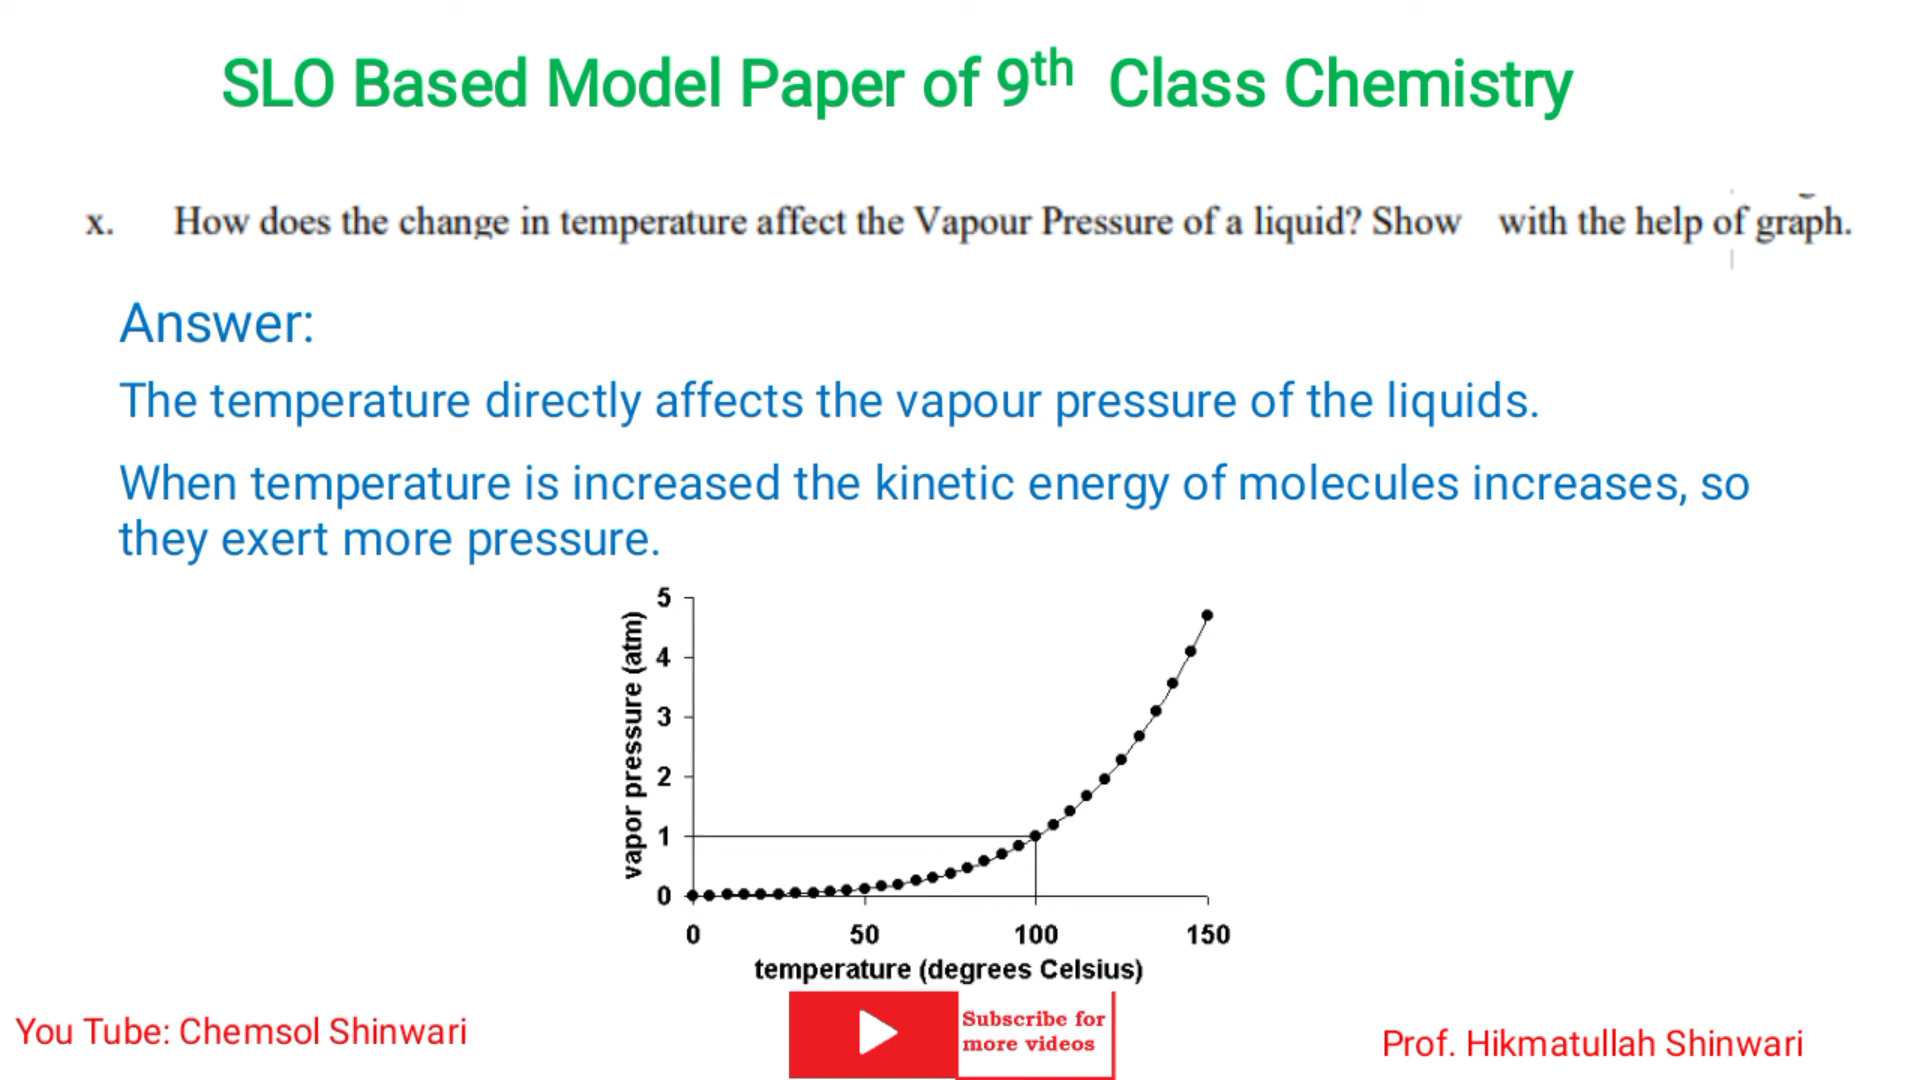 SLO Based Model Paper of 9th Class Chemistry
x. How does the change in temperature affect the Vapour Pressure of a liquid? Show with the help of graph.
Answer:
The temperature directly affects the vapour pressure of the liquids.
When temperature is increased the kinetic energy of molecules increases, so
they exert more pressure.
vapor pressure (atm)
5
4
3
2
1
0
0 50 100 150
temperature (degrees Celsius)
You Tube: Chemsol Shinwari
Subscribe for
more videos
Prof. Hikmatullah Shinwari